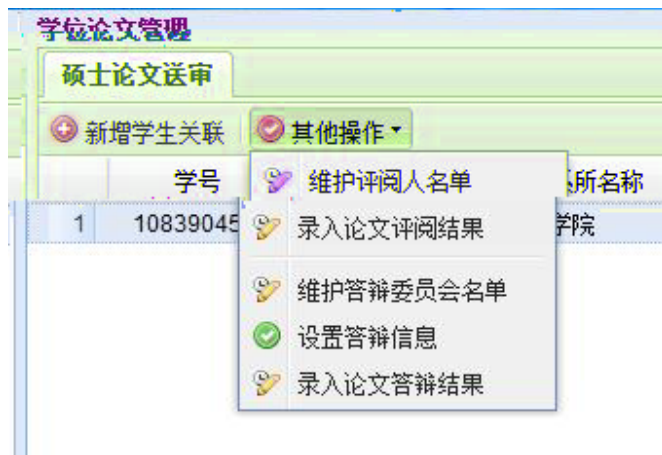 学位论文管理
硕士论文送审
新增学生关联 其他操作
学号 维护评阅人名单 所名称
1 10839045 录入论文评阅结果 学院
维护答辩委员会名单
设置答辩信息
录入论文答辩结果